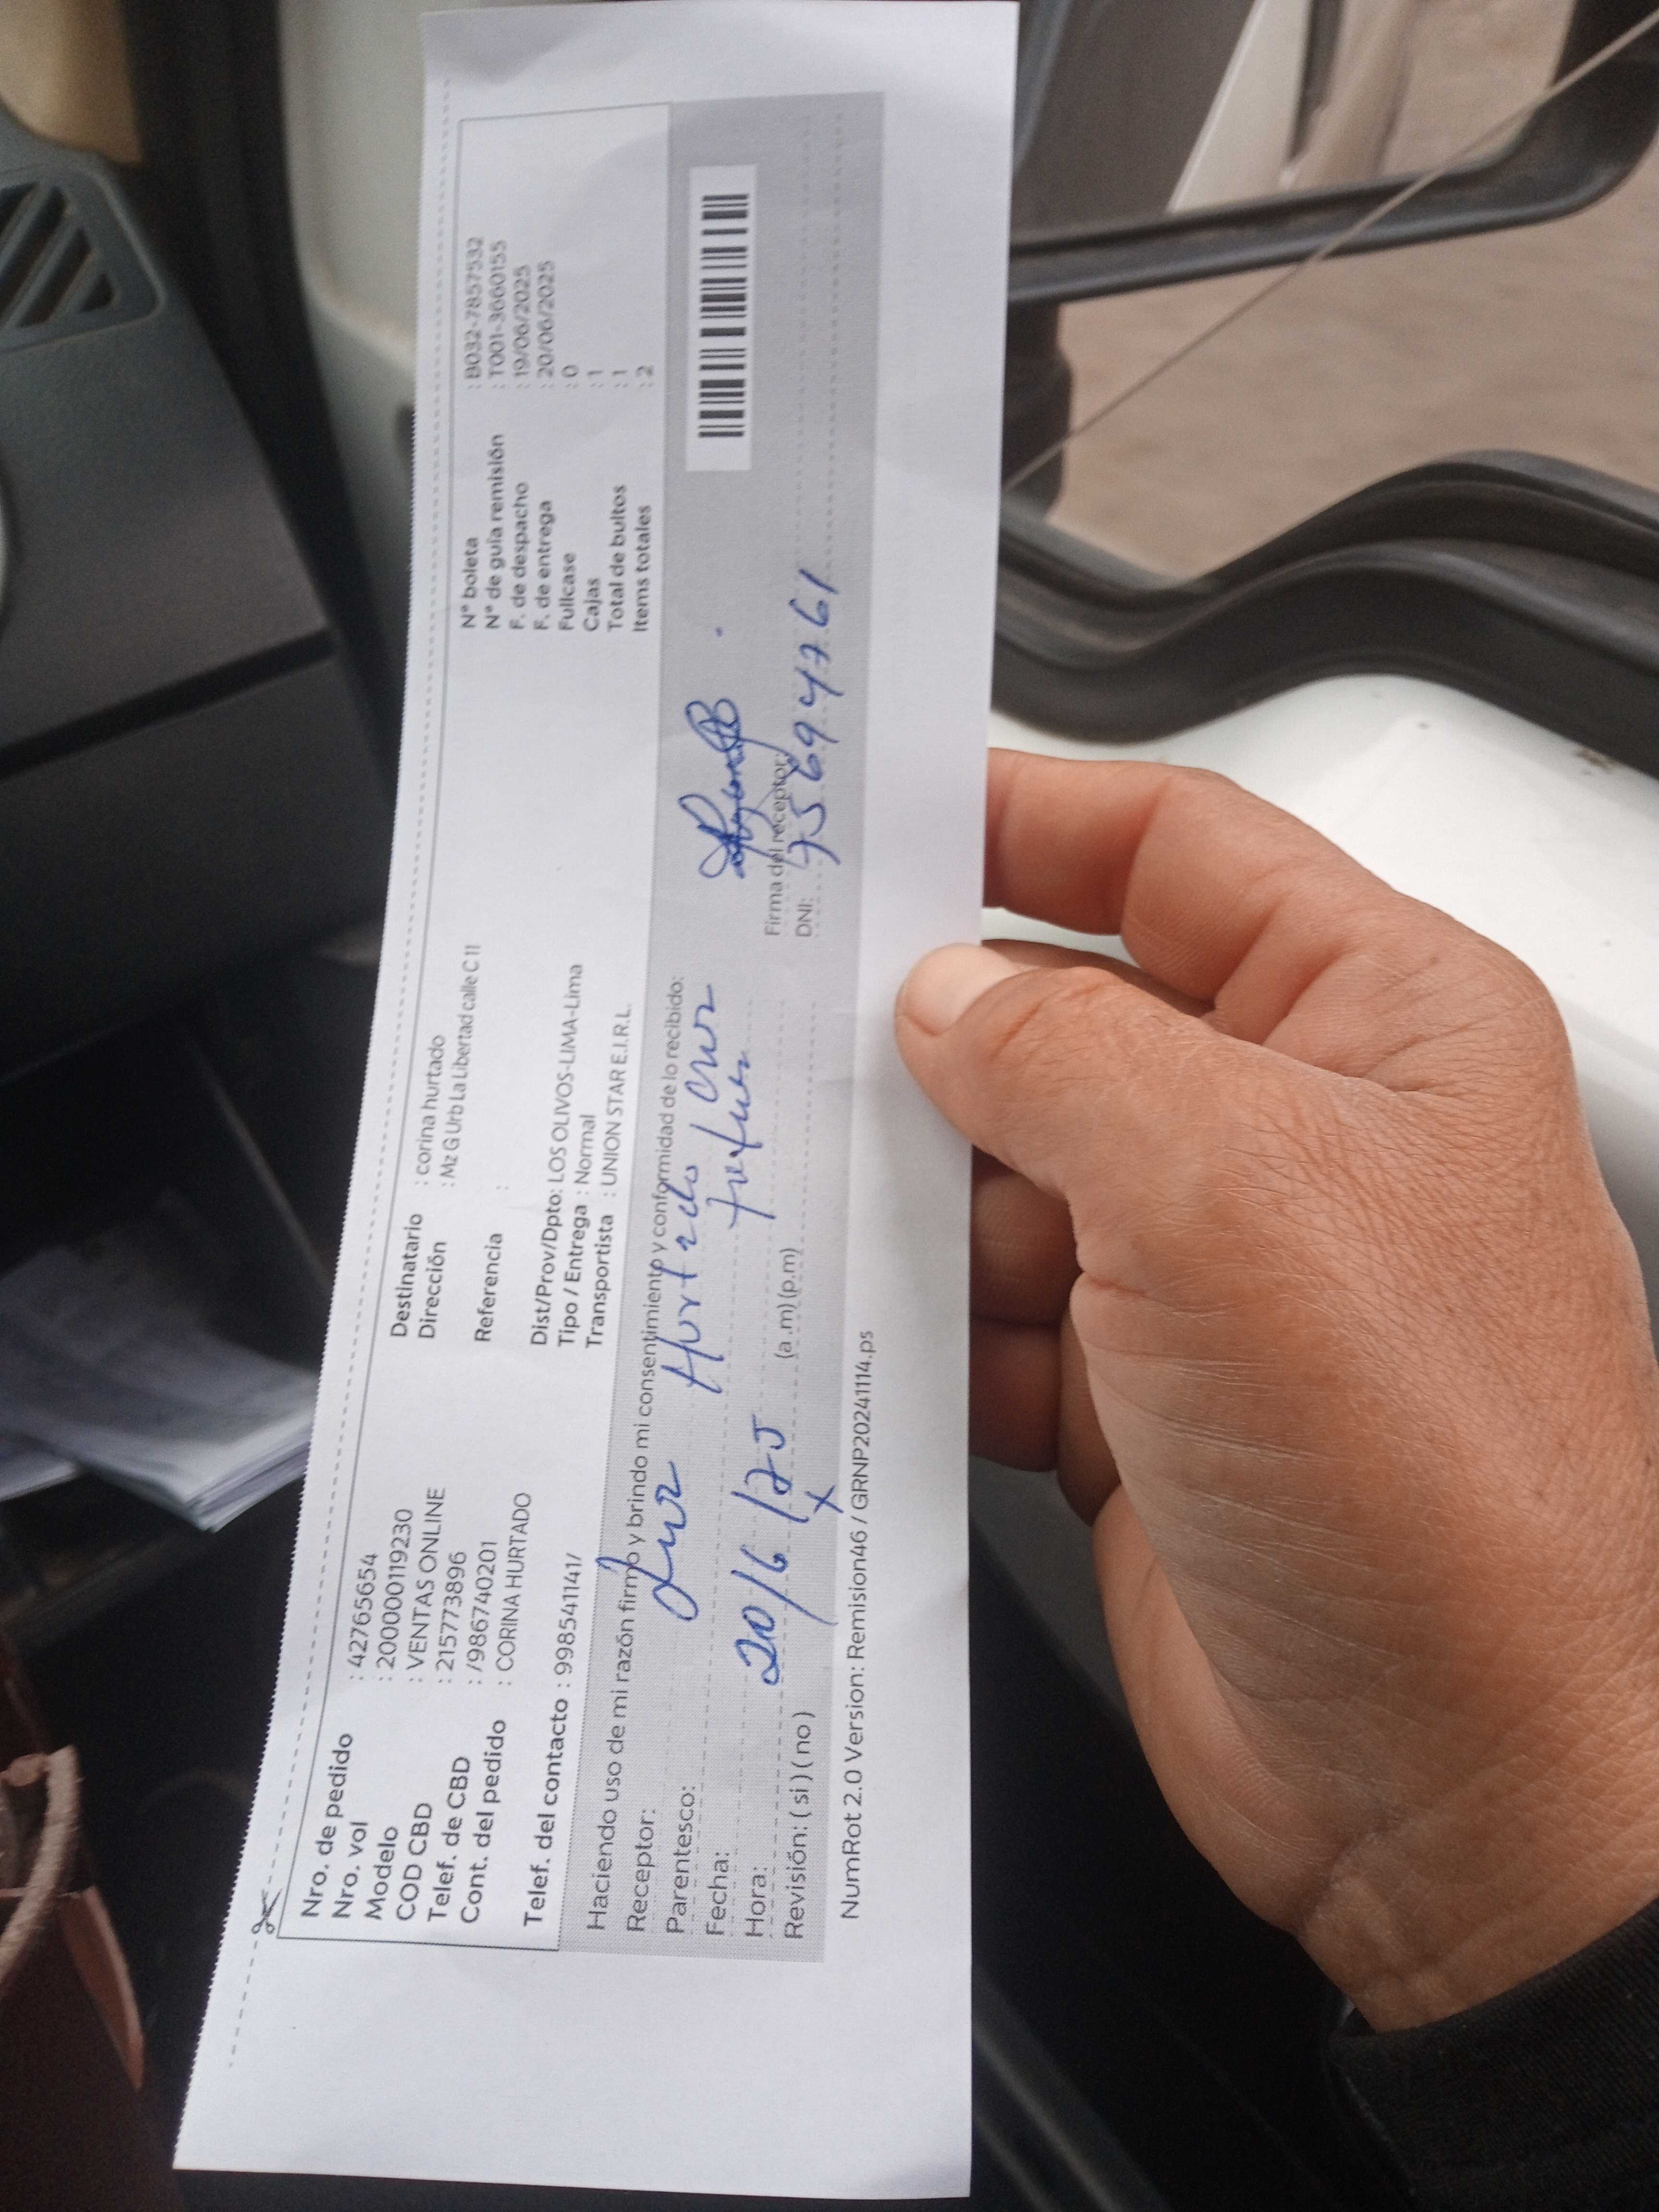 Nro. de pedido : 42765654
Nro. vol : 200000119230
Modelo : VENTAS ONLINE
COD CBD : 215773896
Telef. de CBD : /986740201
Cont. del pedido : CORINA HURTADO
Telef. del contacto : 998541141/
Destinatario : corina hurtado
Dirección : Mz G Urb La Libertad calle C 11
Referencia :
Dist/Prov/Dpto: LOS OLIVOS-LIMA-Lima
Tipo / Entrega : Normal
Transportista : UNION STAR E.I.R.L.
N° boleta : B032-7857532
N° de guía remisión : T001-3660155
F. de despacho : 19/06/2025
F. de entrega : 20/06/2025
Fullcase : 0
Cajas : 1
Total de bultos : 1
Items totales : 2
Haciendo uso de mi razón firmo y brindo mi consentimiento y conformidad de lo recibido:
Receptor: Luz Hurtado Cruz
Parentesco:
Fecha: 20/6/25
Hora: (a.m) (p.m)
Revisión: ( si ) ( no )
Firma del receptor:
DNI: 45694761
NumRot 2.0 Version: Remision46 / GRNP20241114.ps